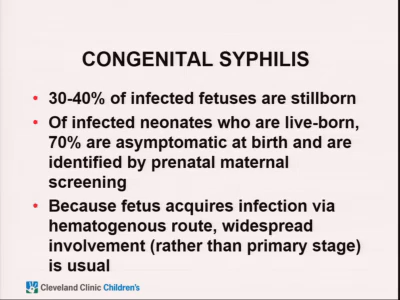 CONGENITAL SYPHILIS
• 30-40% of infected fetuses are stillborn
• Of infected neonates who are live-born,
70% are asymptomatic at birth and are
identified by prenatal maternal
screening
• Because fetus acquires infection via
hematogenous route, widespread
involvement (rather than primary stage)
is usual
Cleveland Clinic Children's